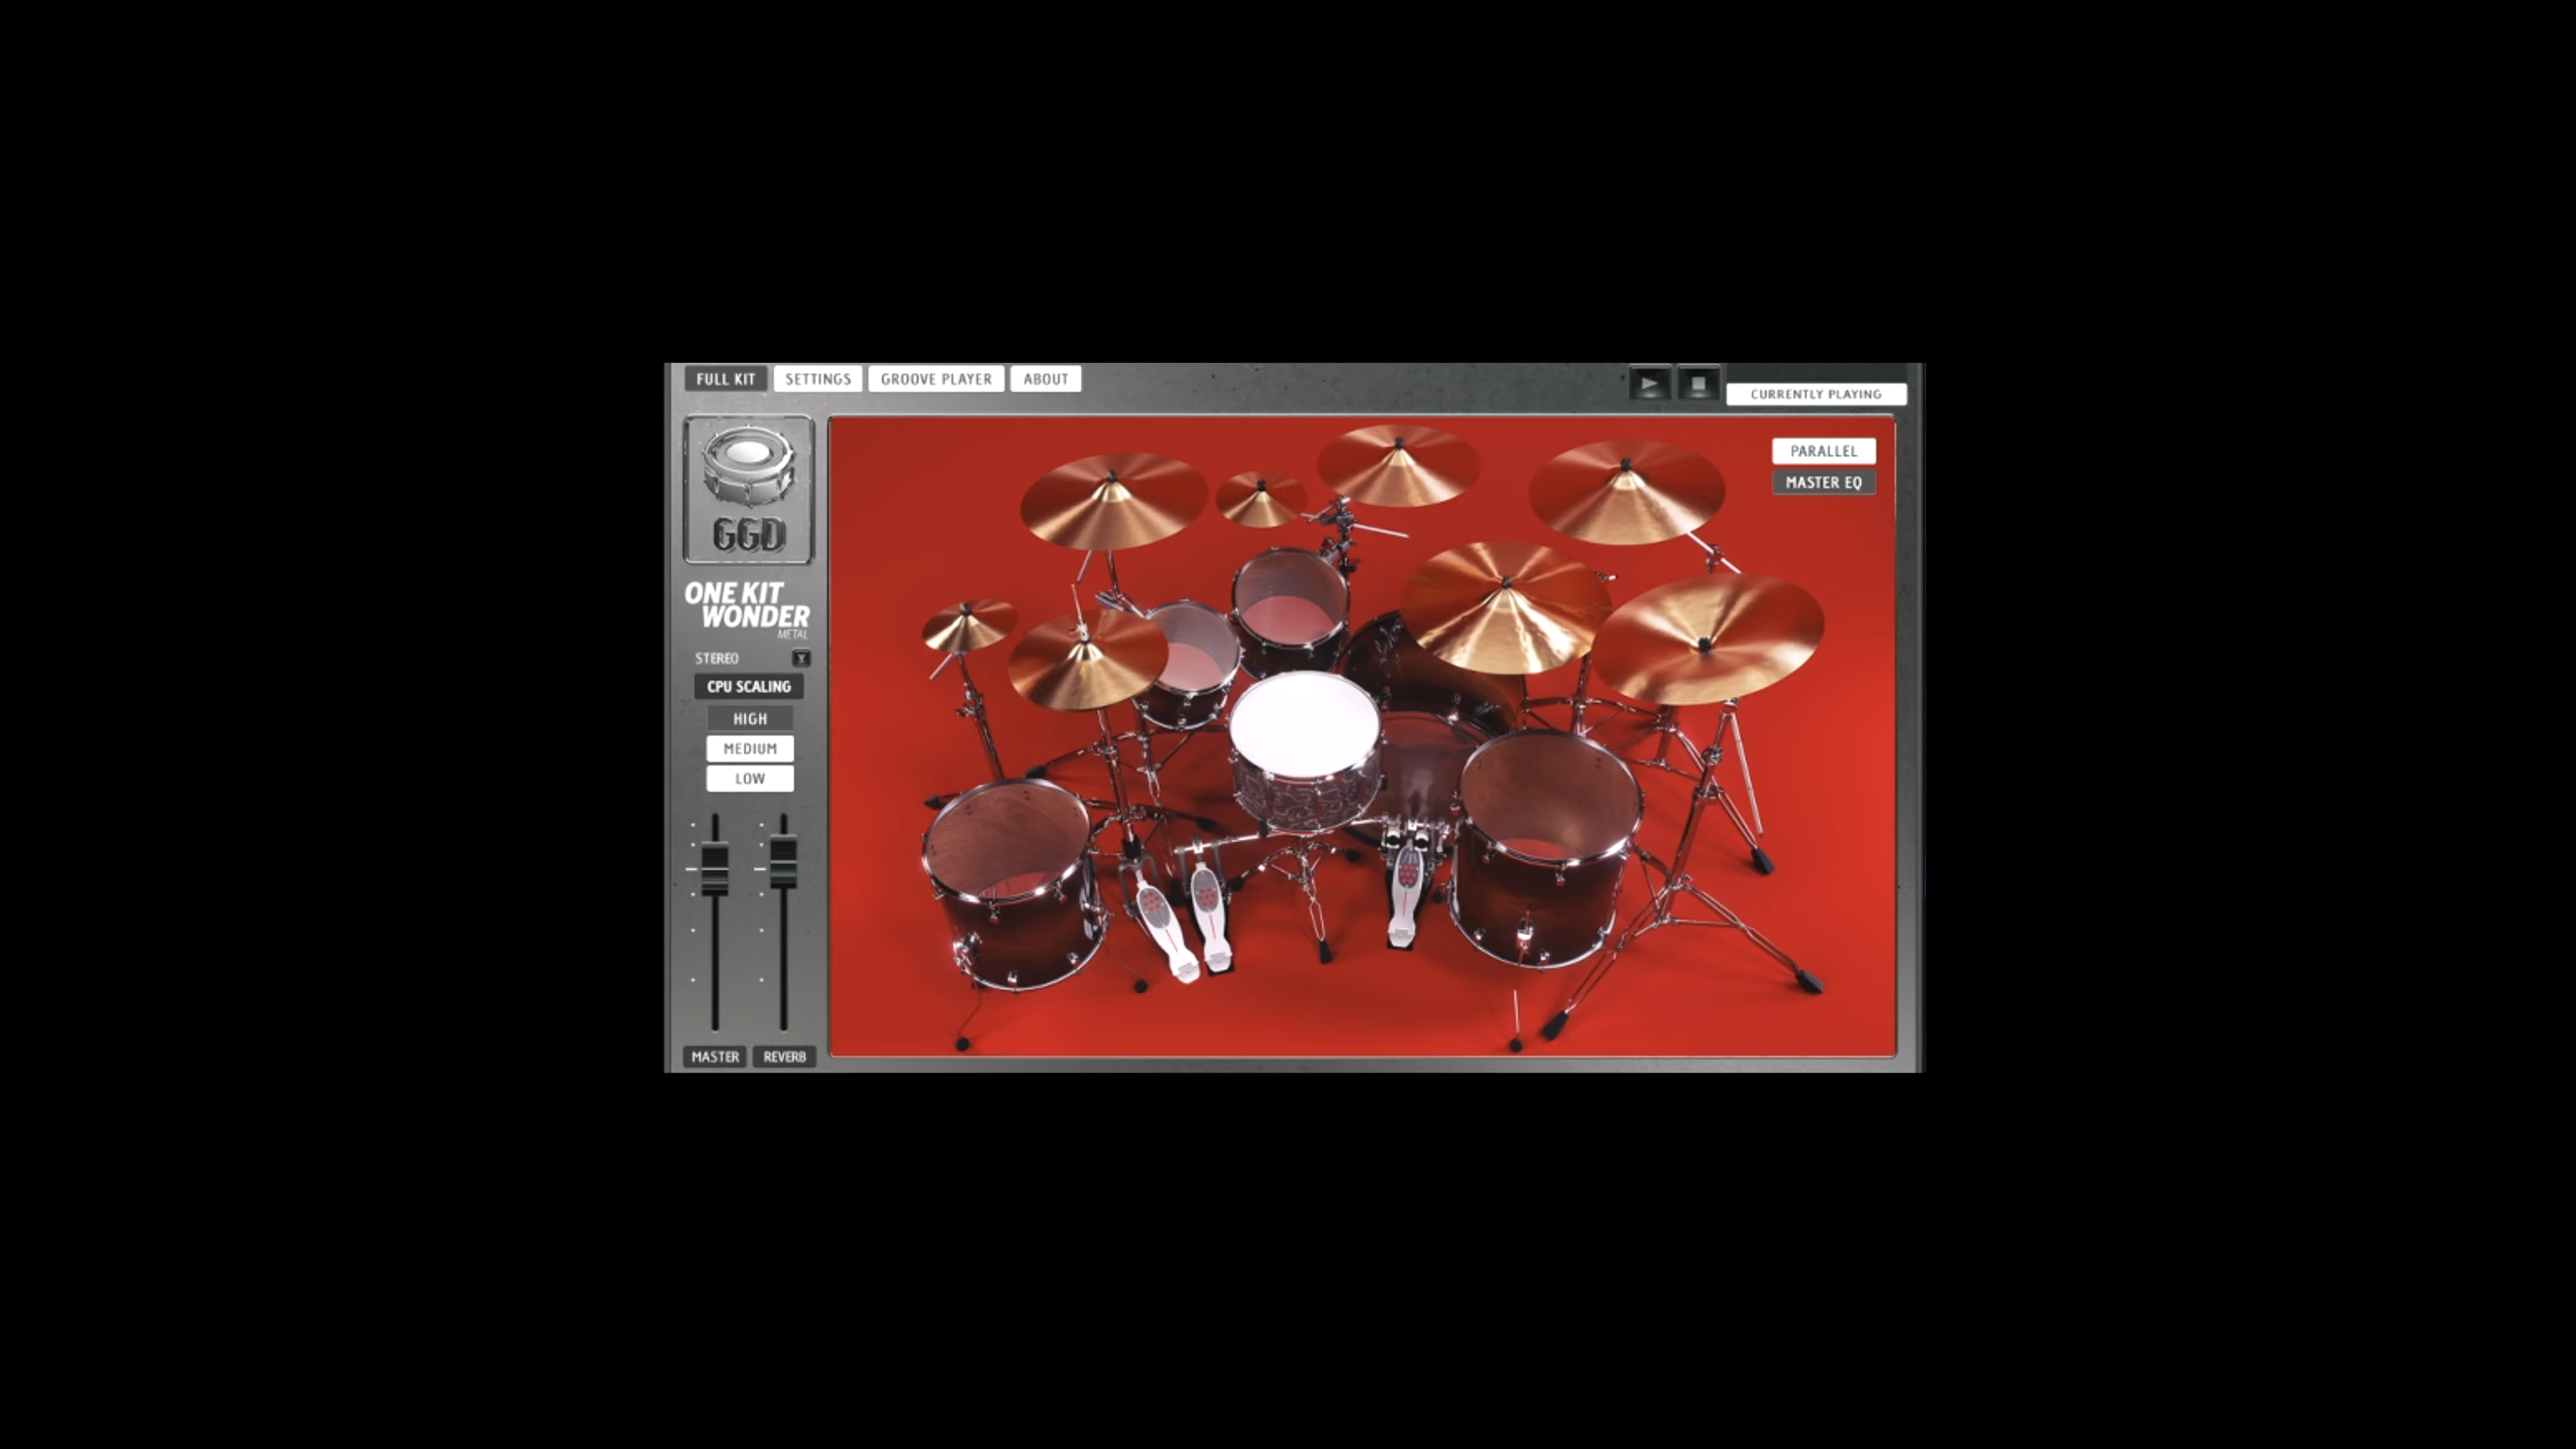 FULL KIT
SETTINGS
GROOVE PLAYER
ABOUT
CURRENTLY PLAYING
PARALLEL
MASTER EQ
GGD
ONE KIT
WONDER
METAL
STEREO
CPU SCALING
HIGH
MEDIUM
LOW
MASTER
REVERB